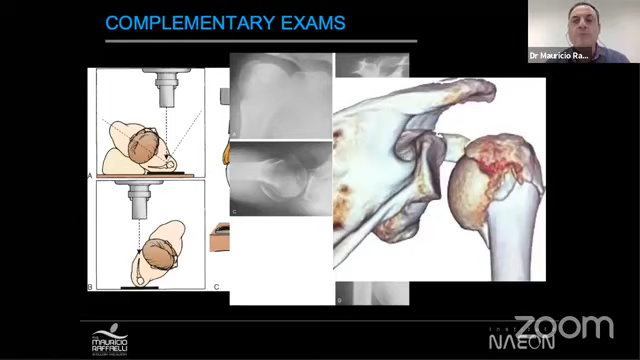 COMPLEMENTARY EXAMS
Dr Mauricio Ra...
A
B
C
C
D
MAURICIO
RAFFAELLI
NAEON
zoom